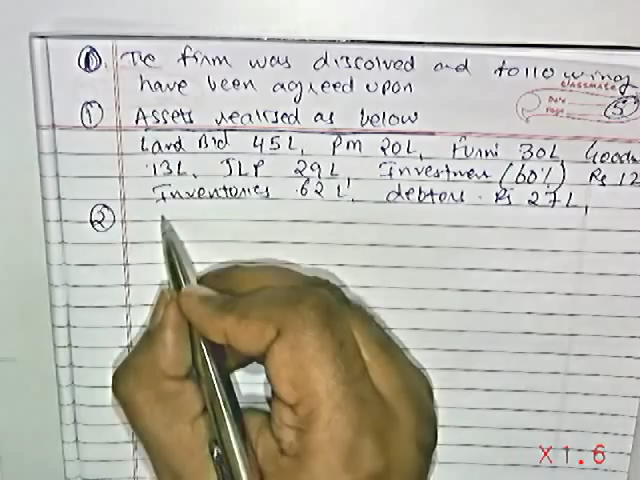 ① The firm was dissolved and following
have been agreed upon
classmate
Date
Page 5
① Assets realised as below
Land Bld 45L, PM 20L, Furni 30L, Goodw
13L, JLP 29L, Investment (60%) Rs 12
Inventories 62L, debtors Rs 27L,
②
X1.6